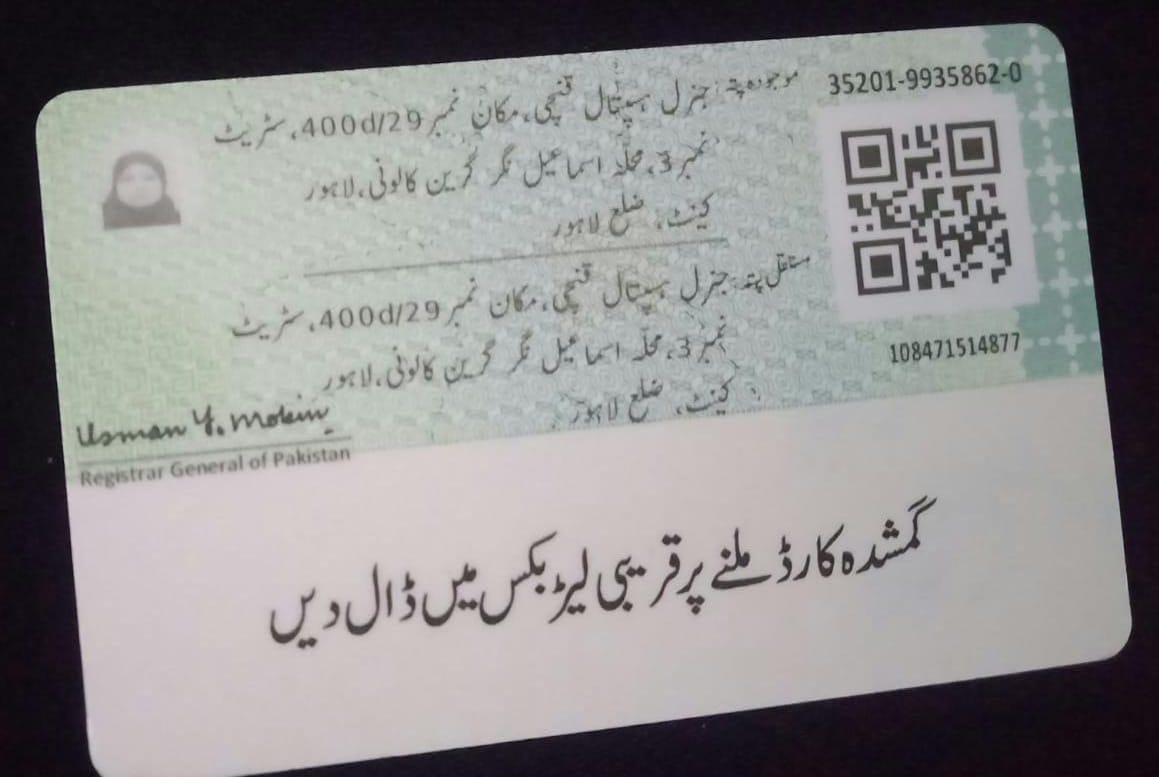 35201-9935862-0
موجودہ پتہ: جنرل ہسپتال قینچی، مکان نمبر 400d/29، سٹریٹ
نمبر 3، محلہ اسماعیل نگر گرین کالونی، لاہور
کینٹ، ضلع لاہور
مستقل پتہ: جنرل ہسپتال قینچی، مکان نمبر 400d/29، سٹریٹ
نمبر 3، محلہ اسماعیل نگر گرین کالونی، لاہور
کینٹ، ضلع لاہور
108471514877
Usman Y. Mobin
Registrar General of Pakistan
گمشدہ کارڈ ملنے پر قریبی لیٹر بکس میں ڈال دیں